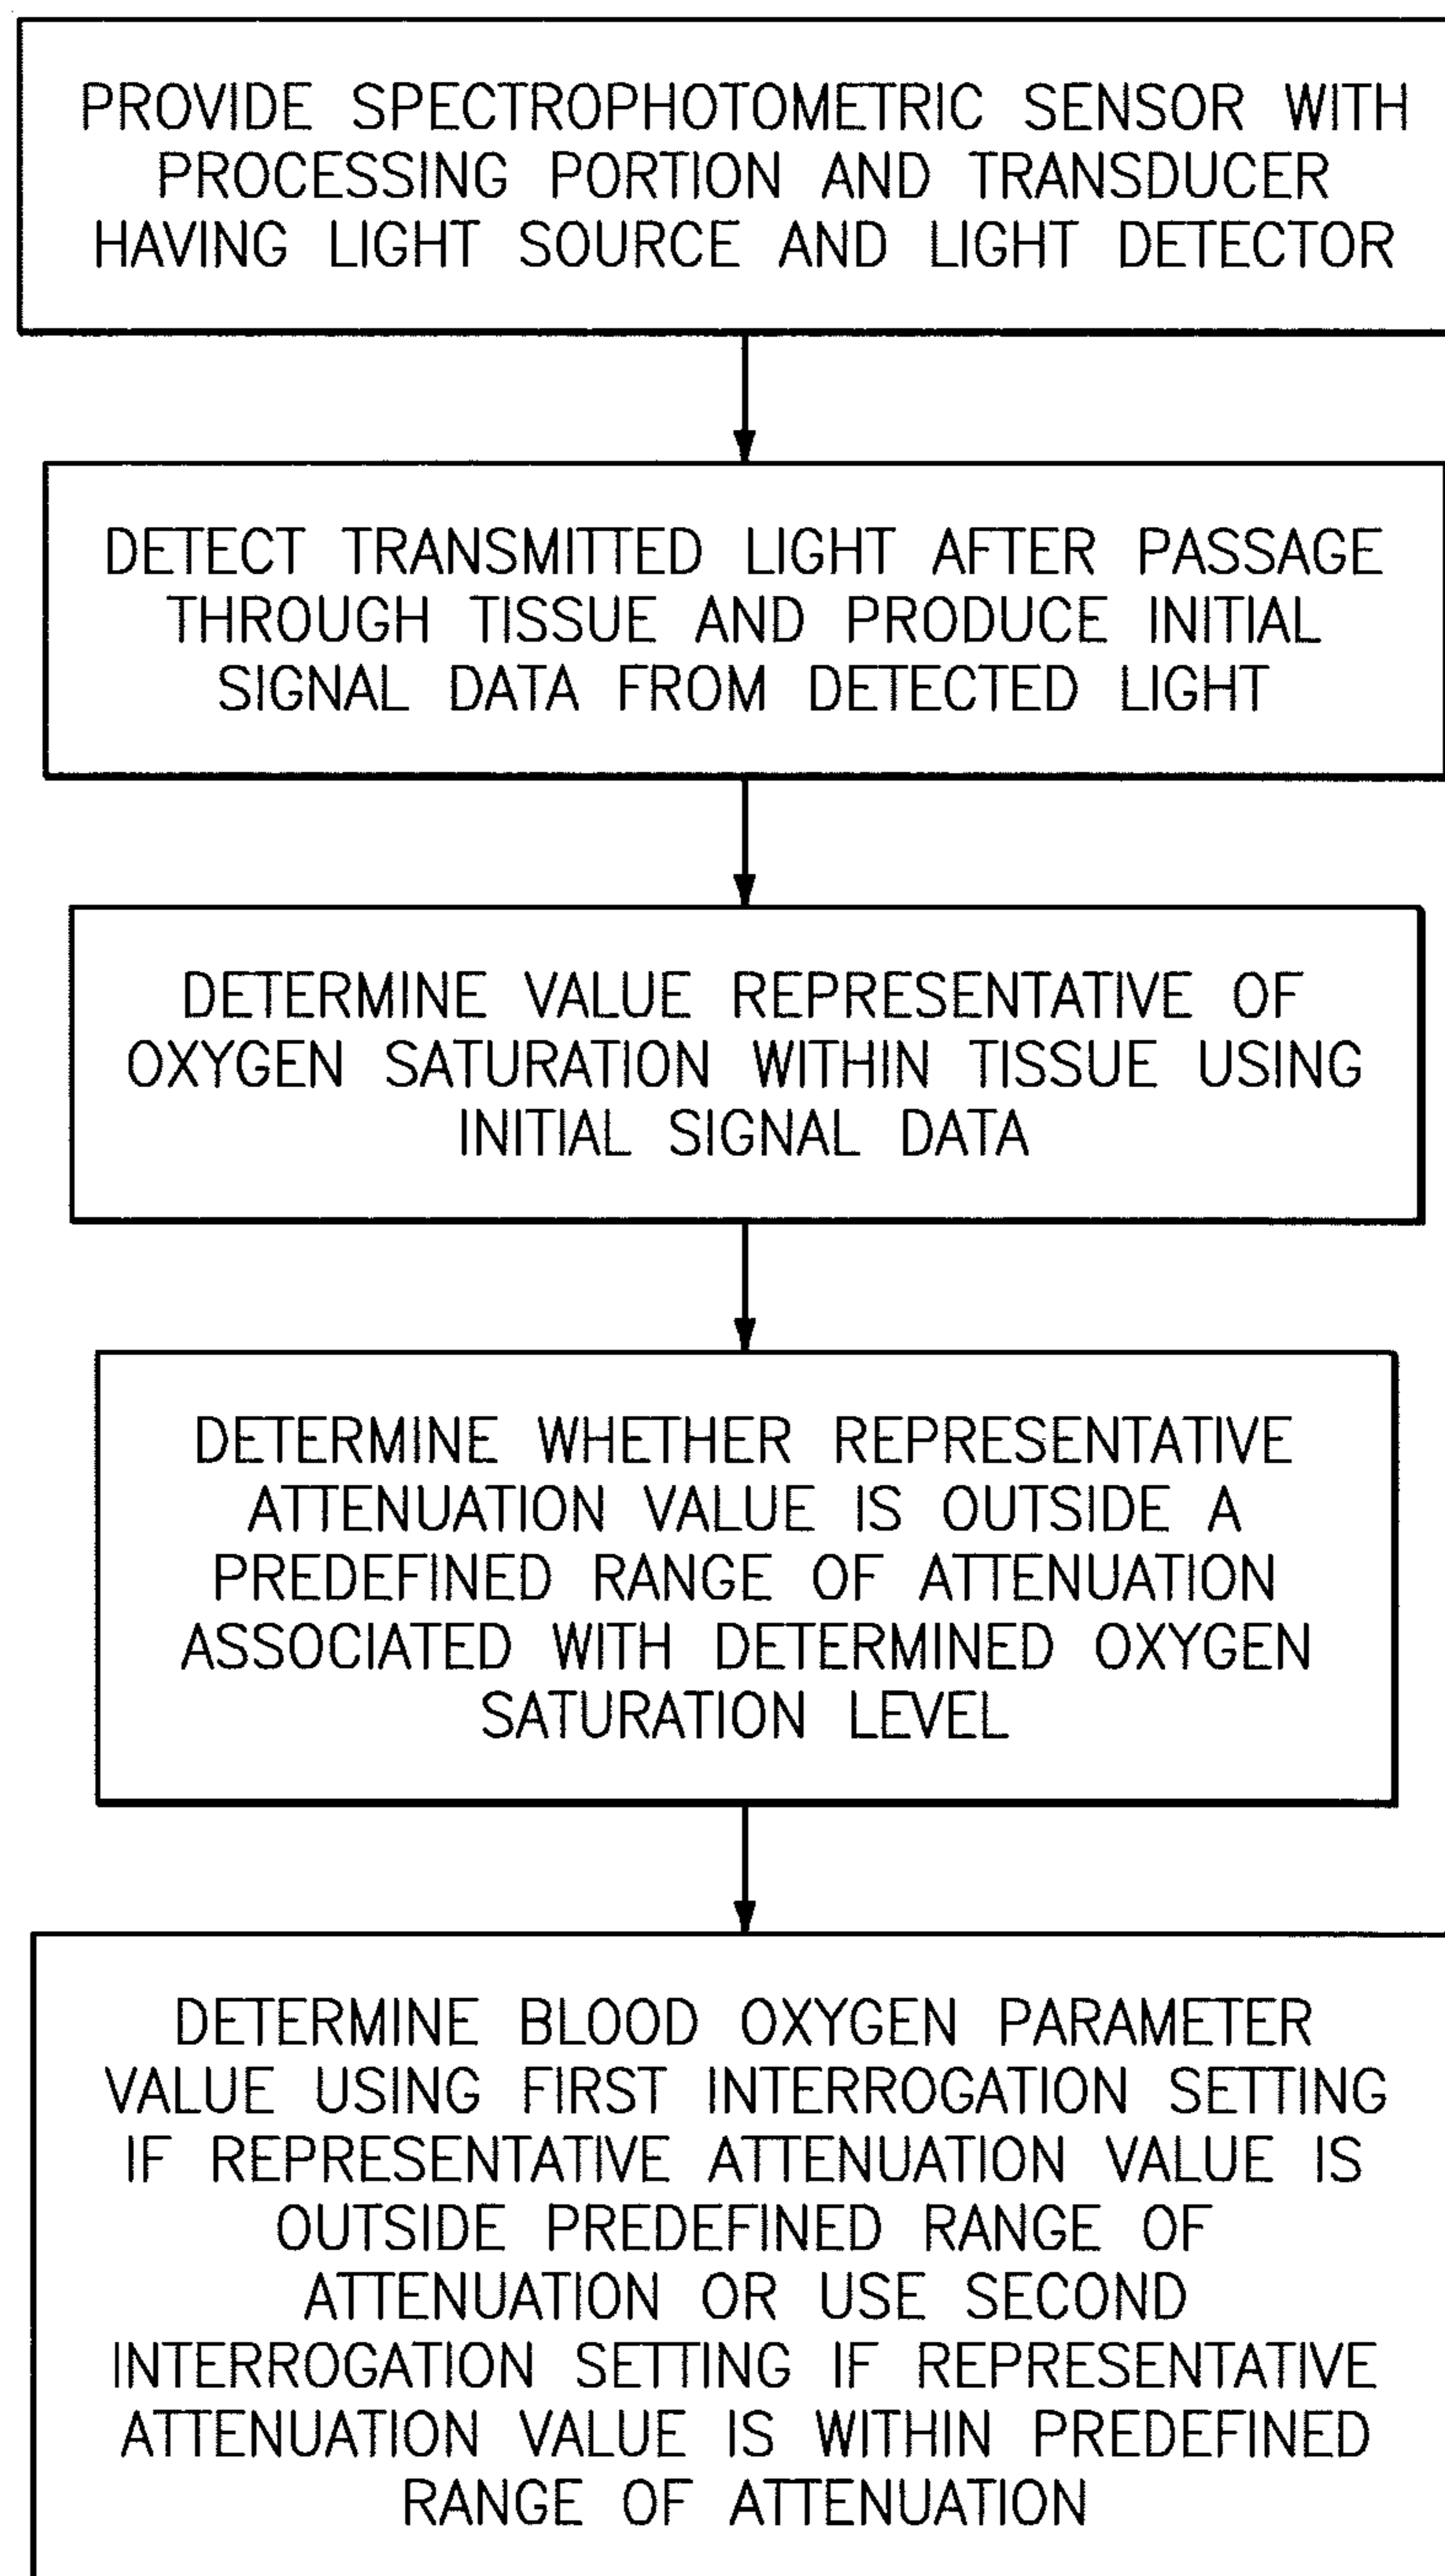 PROVIDE SPECTROPHOTOMETRIC SENSOR WITH
PROCESSING PORTION AND TRANSDUCER
HAVING LIGHT SOURCE AND LIGHT DETECTOR
DETECT TRANSMITTED LIGHT AFTER PASSAGE
THROUGH TISSUE AND PRODUCE INITIAL
SIGNAL DATA FROM DETECTED LIGHT
DETERMINE VALUE REPRESENTATIVE OF
OXYGEN SATURATION WITHIN TISSUE USING
INITIAL SIGNAL DATA
DETERMINE WHETHER REPRESENTATIVE
ATTENUATION VALUE IS OUTSIDE A
PREDEFINED RANGE OF ATTENUATION
ASSOCIATED WITH DETERMINED OXYGEN
SATURATION LEVEL
DETERMINE BLOOD OXYGEN PARAMETER
VALUE USING FIRST INTERROGATION SETTING
IF REPRESENTATIVE ATTENUATION VALUE IS
OUTSIDE PREDEFINED RANGE OF
ATTENUATION OR USE SECOND
INTERROGATION SETTING IF REPRESENTATIVE
ATTENUATION VALUE IS WITHIN PREDEFINED
RANGE OF ATTENUATION